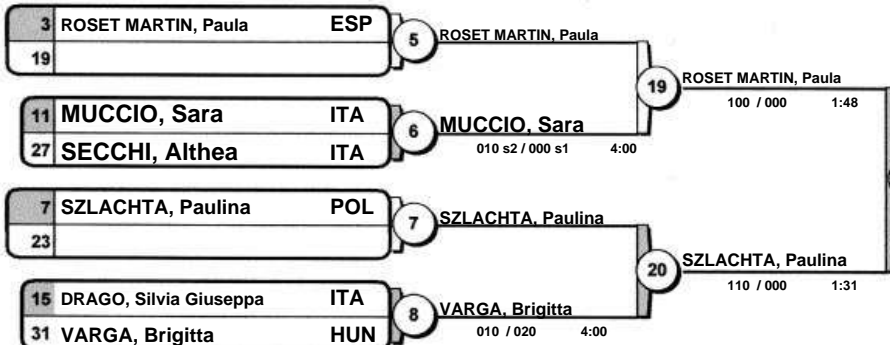 3 ROSET MARTIN, Paula ESP
19
5
ROSET MARTIN, Paula
11 MUCCIO, Sara ITA
27 SECCHI, Althea ITA
6
MUCCIO, Sara
010 s2 / 000 s1 4:00
19
ROSET MARTIN, Paula
100 / 000 1:48
7 SZLACHTA, Paulina POL
23
7
SZLACHTA, Paulina
15 DRAGO, Silvia Giuseppa ITA
31 VARGA, Brigitta HUN
8
VARGA, Brigitta
010 / 020 4:00
20
SZLACHTA, Paulina
110 / 000 1:31